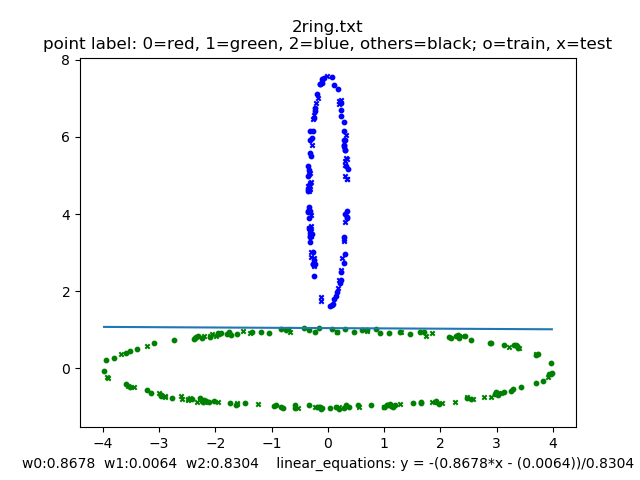 2ring.txt
point label: 0=red, 1=green, 2=blue, others=black; o=train, x=test
8
6
4
2
0
−4 −3 −2 −1 0 1 2 3 4
w0:0.8678 w1:0.0064 w2:0.8304 linear_equations: y = -(0.8678*x - (0.0064))/0.8304